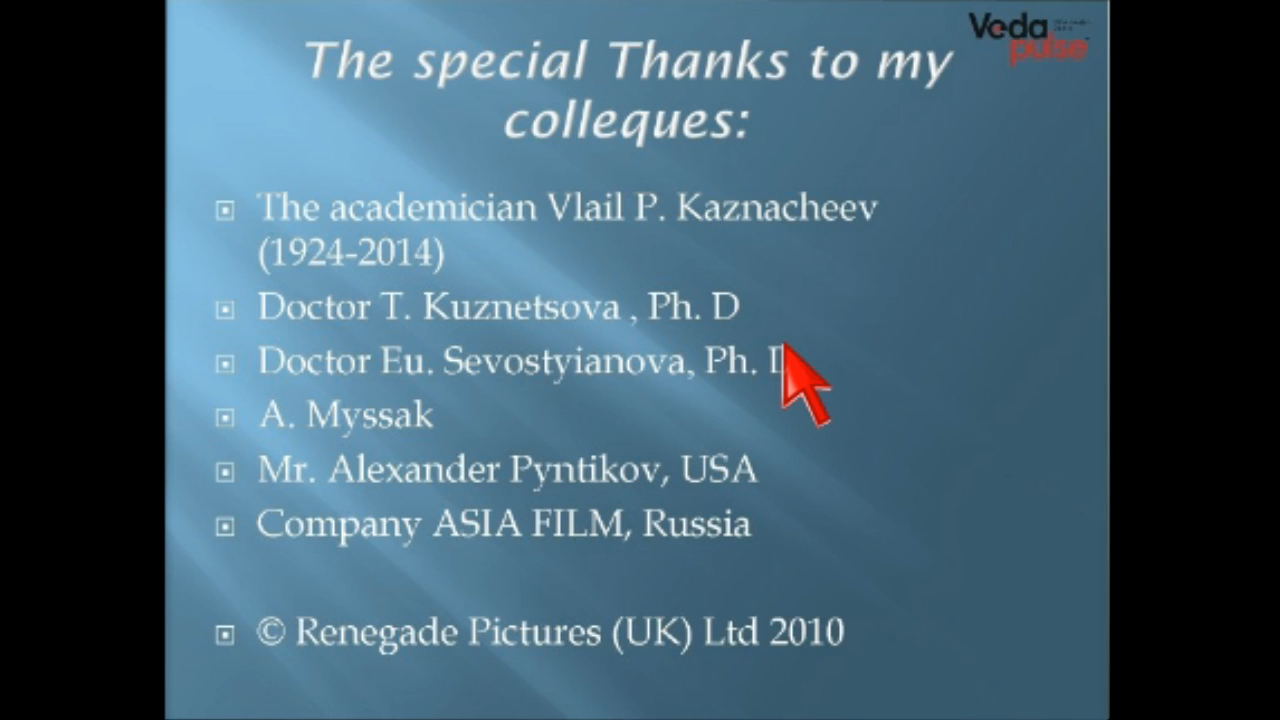 Veda
pulse
The special Thanks to my
colleques:
The academician Vlail P. Kaznacheev
(1924-2014)
Doctor T. Kuznetsova , Ph. D
Doctor Eu. Sevostyianova, Ph.
A. Myssak
Mr. Alexander Pyntikov, USA
Company ASIA FILM, Russia
© Renegade Pictures (UK) Ltd 2010